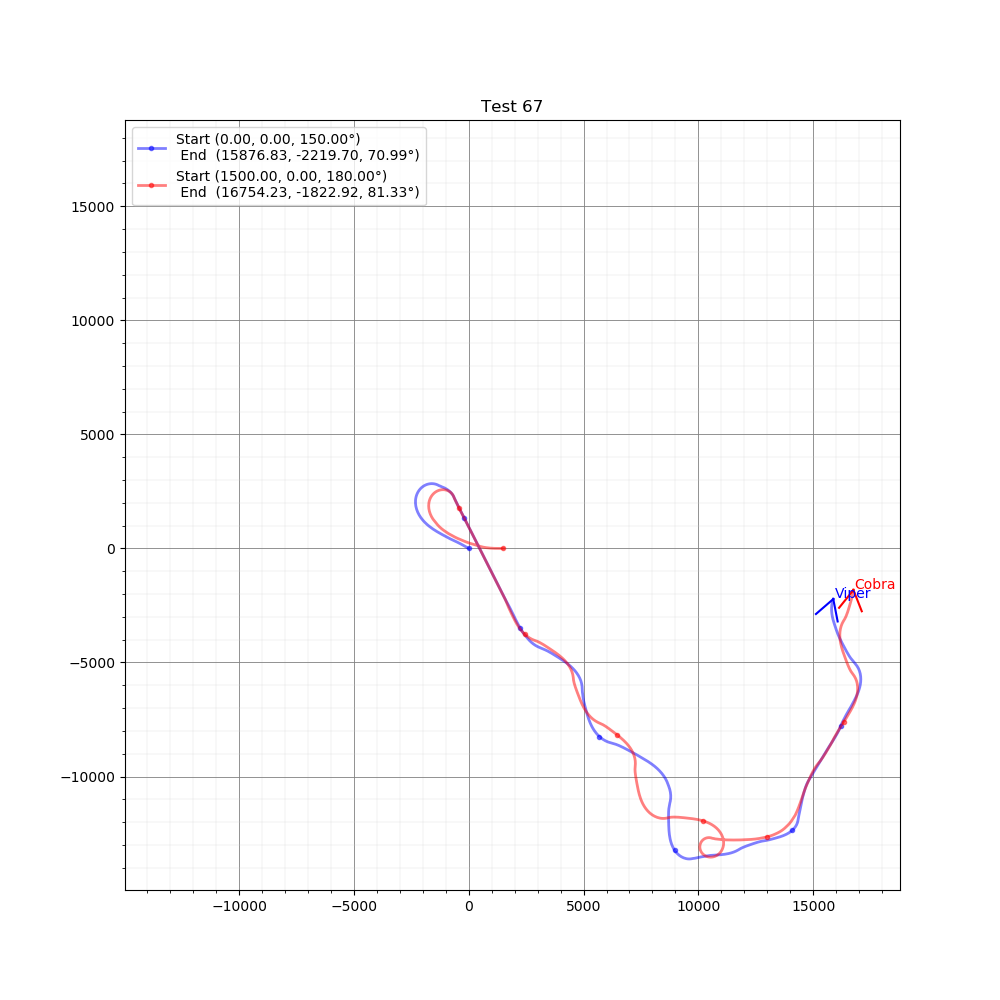 Test 67
Start (0.00, 0.00, 150.00°)
End  (15876.83, -2219.70, 70.99°)
Start (1500.00, 0.00, 180.00°)
End  (16754.23, -1822.92, 81.33°)
15000
10000
5000
0
−5000
−10000
Cobra
Viper
−10000 −5000 0 5000 10000 15000